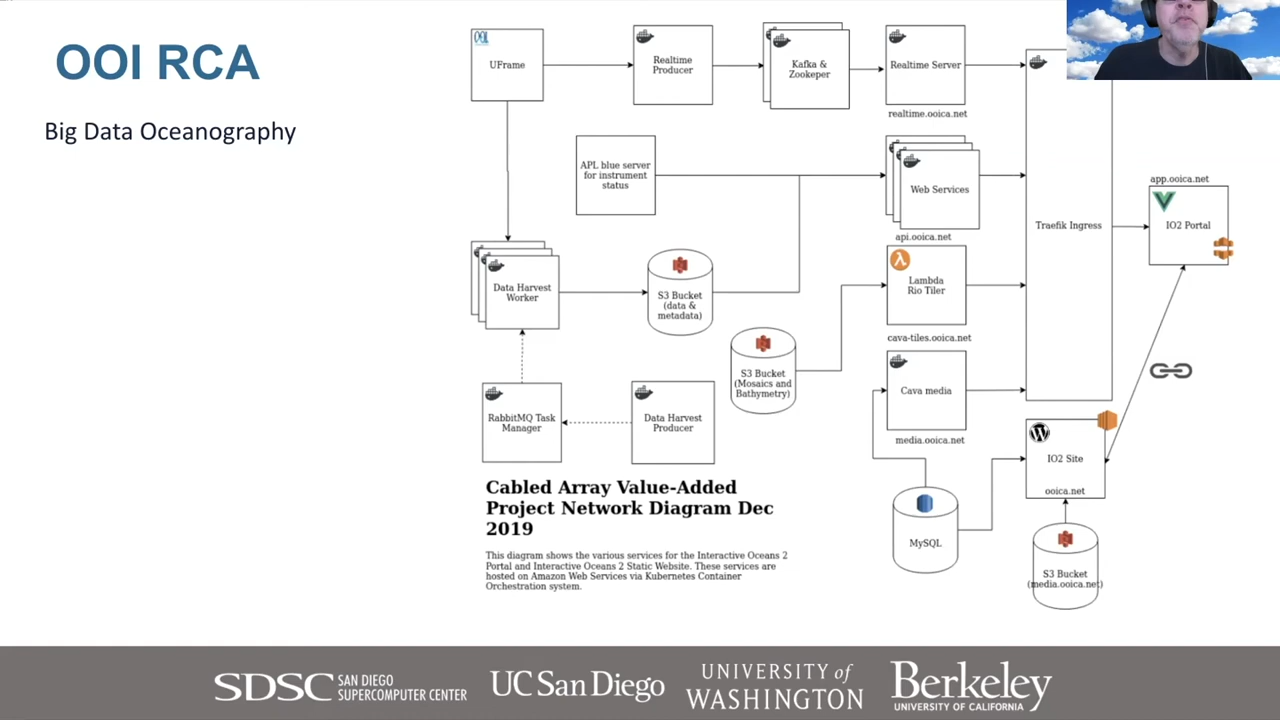 OOI RCA
Big Data Oceanography
OOI
UFrame
Realtime
Producer
Kafka &
Zookeper
Realtime Server
realtime.ooica.net
APL blue server
for instrument
status
Web Services
api.ooica.net
Traefik Ingress
app.ooica.net
IO2 Portal
Data Harvest
Worker
S3 Bucket
(data &
metadata)
λ
Lambda
Rio Tiler
cava-tiles.ooica.net
S3 Bucket
(Mosaics and
Bathymetry)
Cava media
media.ooica.net
RabbitMQ Task
Manager
Data Harvest
Producer
W
IO2 Site
ooica.net
MySQL
S3 Bucket
(media.ooica.net)
Cabled Array Value-Added
Project Network Diagram Dec
2019
This diagram shows the various services for the Interactive Oceans 2
Portal and Interactive Oceans 2 Static Website. These services are
hosted on Amazon Web Services via Kubernetes Container
Orchestration system.
SDSC SAN DIEGO
SUPERCOMPUTER CENTER
UC San Diego
UNIVERSITY of
WASHINGTON
Berkeley
UNIVERSITY OF CALIFORNIA